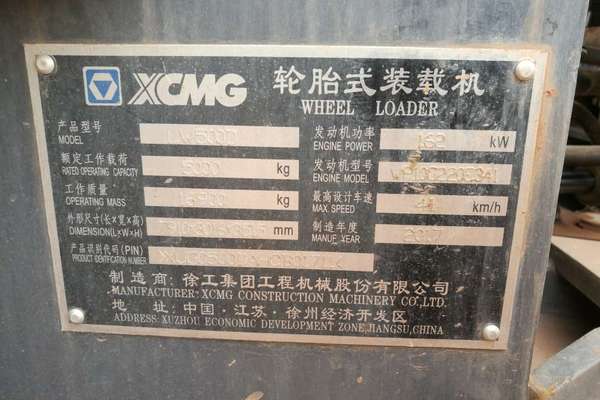 XCMG 轮胎式装载机
WHEEL LOADER
产品型号
MODEL
额定工作载荷 5000 kg
RATED OPERATING CAPACITY
工作质量 kg
OPERATING MASS
外形尺寸(长×宽×高) mm
DIMENSION(L×W×H)
产品识别代码(PIN)
PRODUCT IDENTIFICATION NUMBER
发动机功率 162 kW
ENGINE POWER
发动机型号
ENGINE MODEL
最高设计车速 km/h
MAX SPEED
制造年度
MANUF. YEAR
制造商: 徐工集团工程机械股份有限公司
MANUFACTURER: XCMG CONSTRUCTION MACHINERY CO.,LTD.
地 址: 中国·江苏·徐州经济开发区
ADDRESS: XUZHOU ECONOMIC DEVELOPMENT ZONE,JIANGSU,CHINA